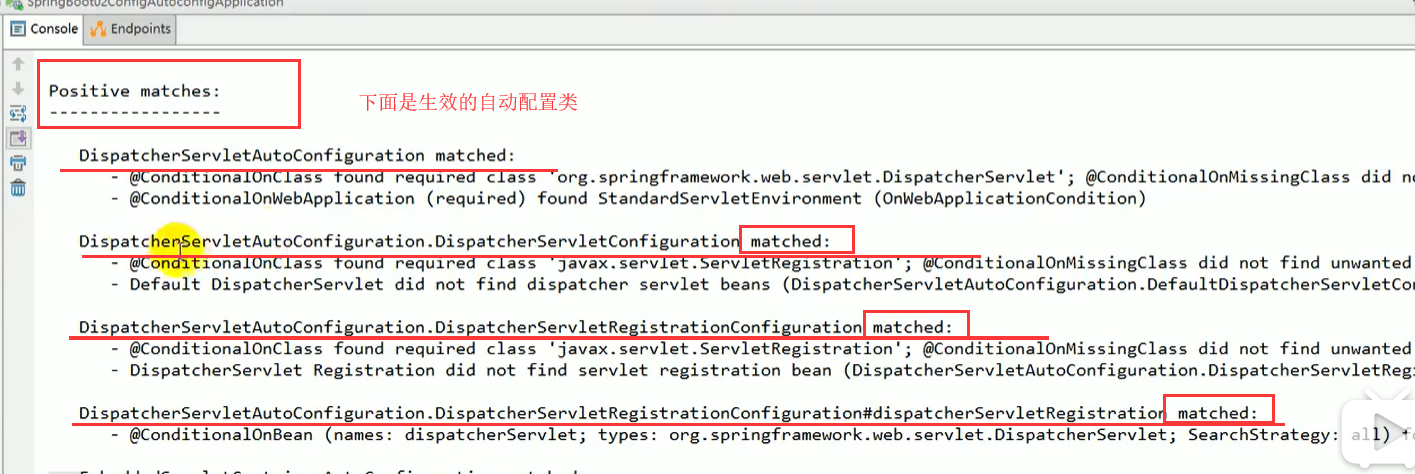 SpringBoot02ConfigAutoconfigApplication
Console Endpoints
Positive matches:
-----------------
下面是生效的自动配置类
DispatcherServletAutoConfiguration matched:
- @ConditionalOnClass found required class 'org.springframework.web.servlet.DispatcherServlet'; @ConditionalOnMissingClass did no
- @ConditionalOnWebApplication (required) found StandardServletEnvironment (OnWebApplicationCondition)
DispatcherServletAutoConfiguration.DispatcherServletConfiguration matched:
- @ConditionalOnClass found required class 'javax.servlet.ServletRegistration'; @ConditionalOnMissingClass did not find unwanted
- Default DispatcherServlet did not find dispatcher servlet beans (DispatcherServletAutoConfiguration.DefaultDispatcherServletCo
DispatcherServletAutoConfiguration.DispatcherServletRegistrationConfiguration matched:
- @ConditionalOnClass found required class 'javax.servlet.ServletRegistration'; @ConditionalOnMissingClass did not find unwanted
- DispatcherServlet Registration did not find servlet registration bean (DispatcherServletAutoConfiguration.DispatcherServletReg
DispatcherServletAutoConfiguration.DispatcherServletRegistrationConfiguration#dispatcherServletRegistration matched:
- @ConditionalOnBean (names: dispatcherServlet; types: org.springframework.web.servlet.DispatcherServlet; SearchStrategy: all) fo